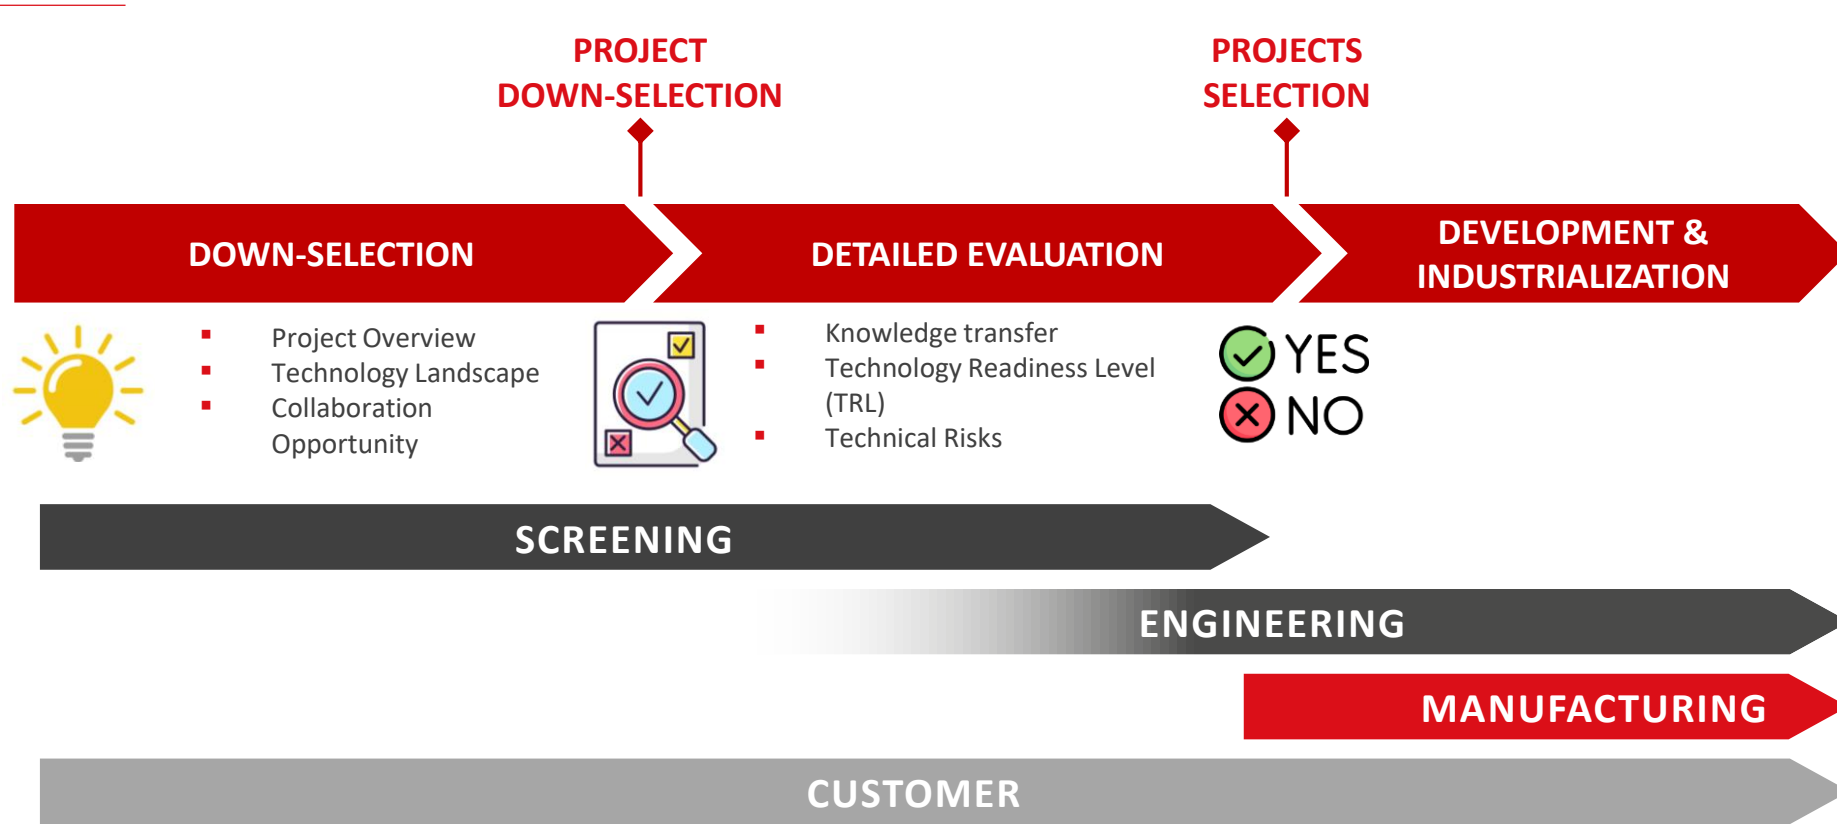 PROJECT
DOWN-SELECTION
PROJECTS
SELECTION
DOWN-SELECTION
DETAILED EVALUATION
DEVELOPMENT &
INDUSTRIALIZATION
Project Overview
Technology Landscape
Collaboration
Opportunity
Knowledge transfer
Technology Readiness Level
(TRL)
Technical Risks
YES
NO
SCREENING
ENGINEERING
MANUFACTURING
CUSTOMER